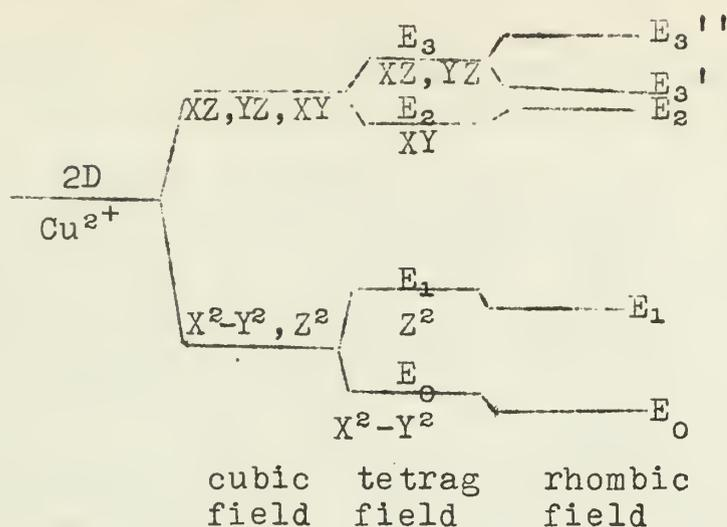 E₃''
E₃
XZ,YZ
E₃'
XZ,YZ,XY
E₂
E₂
XY
2D
Cu²⁺
E₁
E₁
X²-Y²,Z²
Z²
E₀
E₀
X²-Y²
cubic tetrag rhombic
field field field